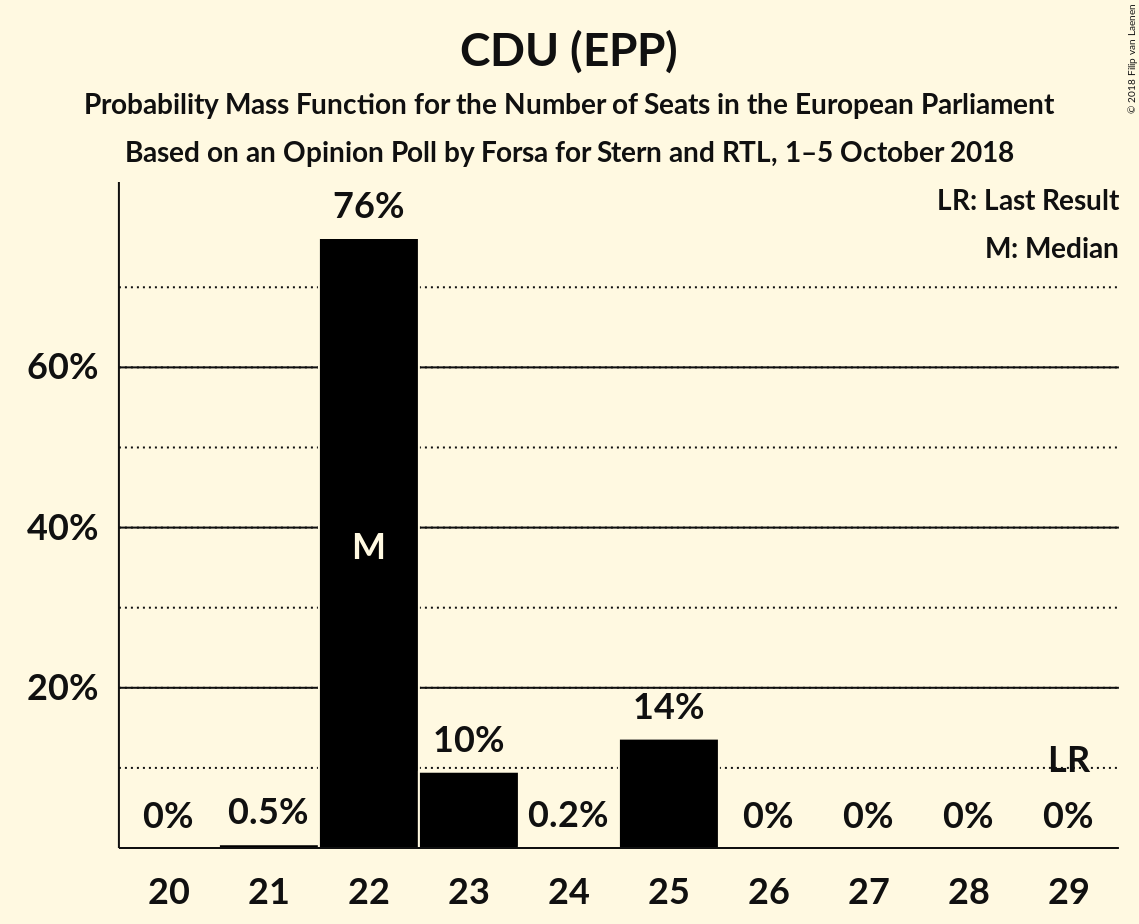 CDU (EPP)
Probability Mass Function for the Number of Seats in the European Parliament
Based on an Opinion Poll by Forsa for Stern and RTL, 1–5 October 2018
© 2018 Filip van Laenen
LR: Last Result
M: Median
60%
40%
20%
0%
0.5%
76%
M
10%
0.2%
14%
0%
0%
0%
LR
0%
20 21 22 23 24 25 26 27 28 29